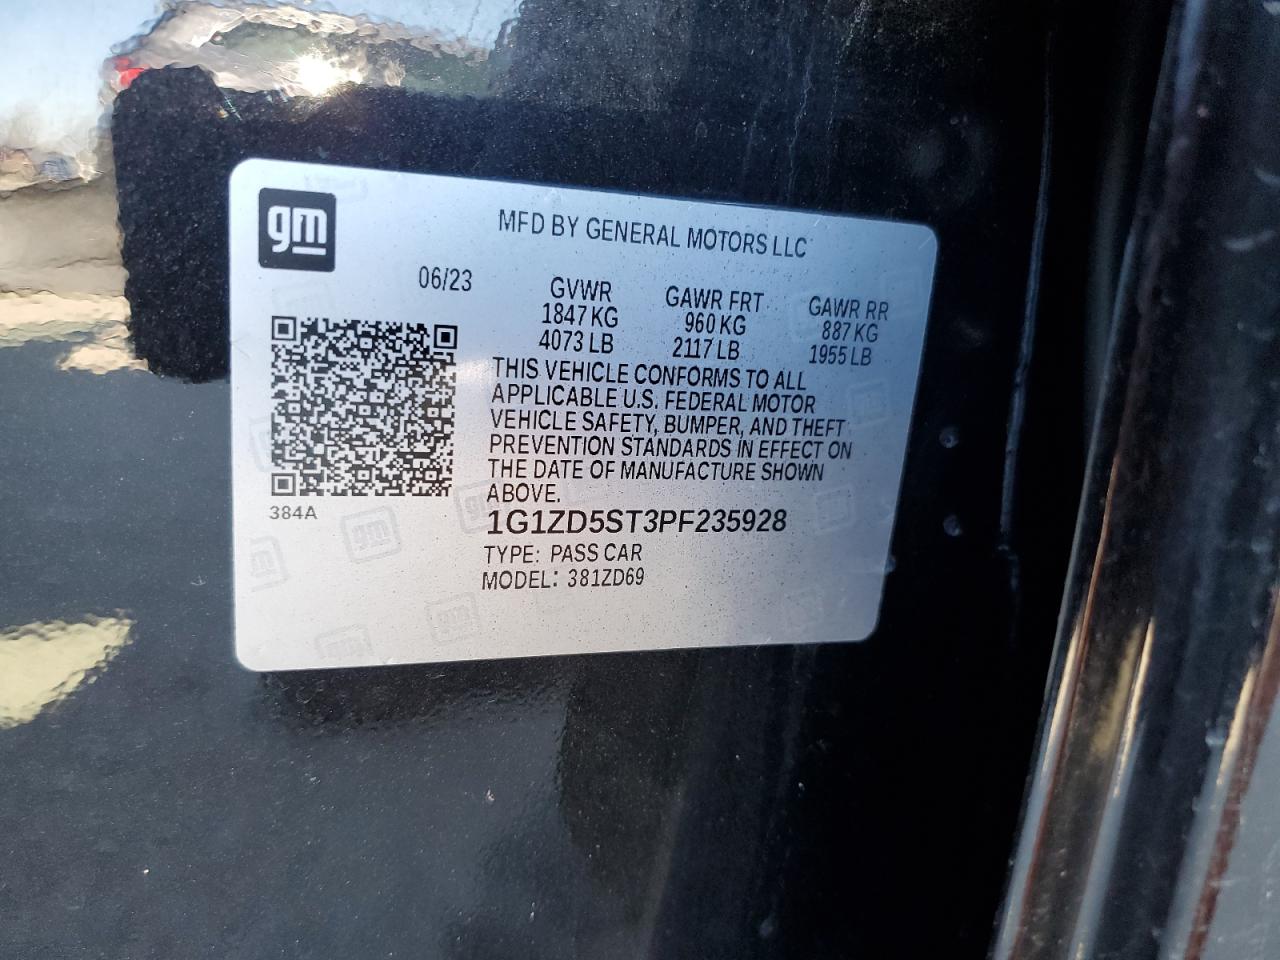 gm
MFD BY GENERAL MOTORS LLC
06/23
GVWR GAWR FRT GAWR RR
1847 KG 960 KG 887 KG
4073 LB 2117 LB 1955 LB
THIS VEHICLE CONFORMS TO ALL
APPLICABLE U.S. FEDERAL MOTOR
VEHICLE SAFETY, BUMPER, AND THEFT
PREVENTION STANDARDS IN EFFECT ON
THE DATE OF MANUFACTURE SHOWN
ABOVE.
384A
1G1ZD5ST3PF235928
TYPE: PASS CAR
MODEL: 381ZD69